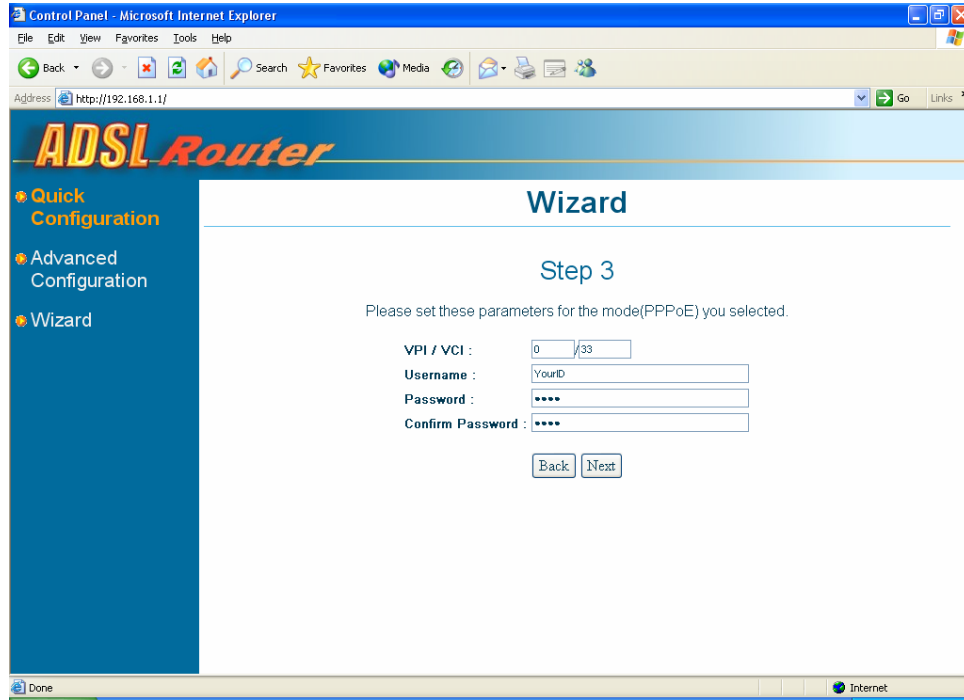 Control Panel - Microsoft Internet Explorer
File Edit View Favorites Tools Help
Back Search Favorites Media
Address http://192.168.1.1/ Go Links
ADSL Router
Quick
Configuration
Advanced
Configuration
Wizard
Wizard
Step 3
Please set these parameters for the mode(PPPoE) you selected.
VPI / VCI : 0 /33
Username : YourID
Password : ••••
Confirm Password : ••••
Back Next
Done Internet